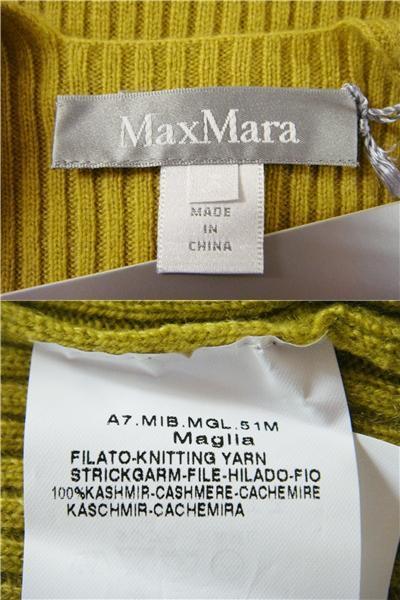 MaxMara
MADE
IN
CHINA
A7.MIB.MGL.51M
Maglia
FILATO-KNITTING YARN
STRICKGARM-FILE-HILADO-FIO
100%KASHMIR-CASHMERE-CACHEMIRE
KASCHMIR-CACHEMIRA